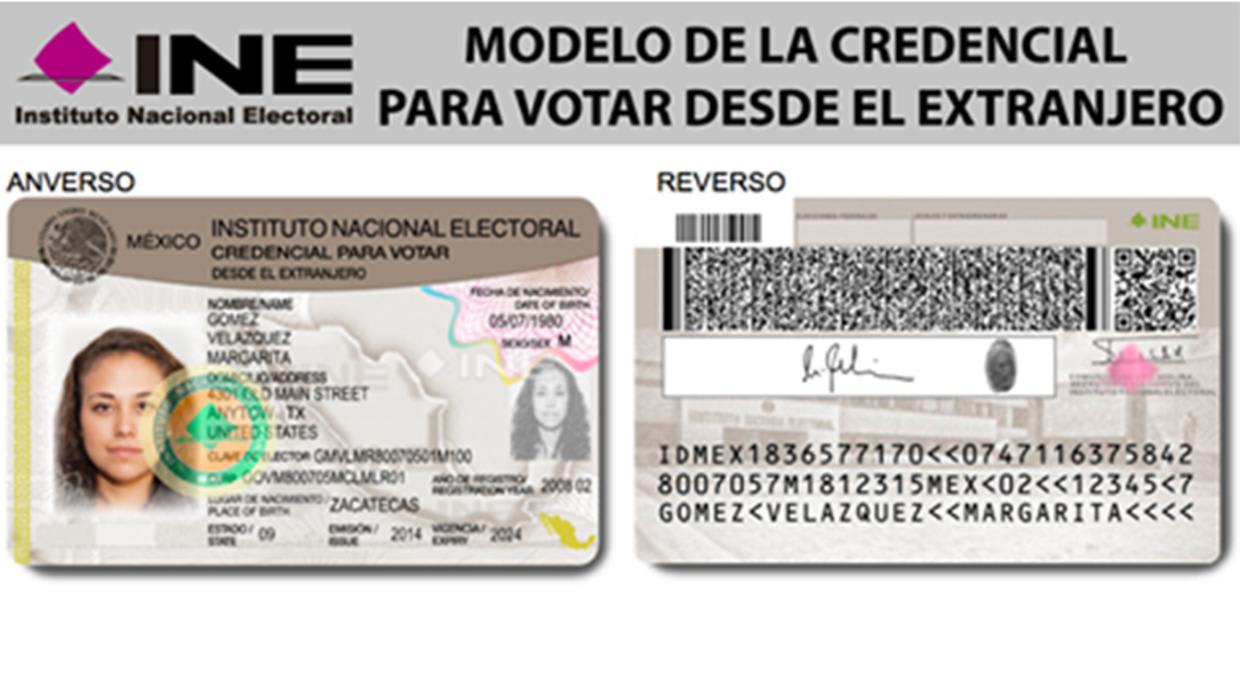 INE
Instituto Nacional Electoral
MODELO DE LA CREDENCIAL
PARA VOTAR DESDE EL EXTRANJERO
ANVERSO
MÉXICO
INSTITUTO NACIONAL ELECTORAL
CREDENCIAL PARA VOTAR
DESDE EL EXTRANJERO
NOMBRE/NAME
GOMEZ
VELAZQUEZ
MARGARITA
FECHA DE NACIMIENTO/
DATE OF BIRTH
05/07/1980
SEXO/SEX M
DOMICILIO/ADDRESS
4301 OLD MAIN STREET
ANYTOWN, TX
UNITED STATES
CLAVE DE ELECTOR GMVLMR80070501M100
CURP GOVM800705MCLMLR01
AÑO DE REGISTRO/
REGISTRATION YEAR 2008 02
LUGAR DE NACIMIENTO/
PLACE OF BIRTH ZACATECAS
ESTADO/
STATE 09
EMISIÓN/
ISSUE 2014
VIGENCIA/
EXPIRY 2024
REVERSO
INE
IDMEX1836577170<<0747116375842
8007057M1812315MEX<02<<12345<7
GOMEZ<VELAZQUEZ<<MARGARITA<<<<